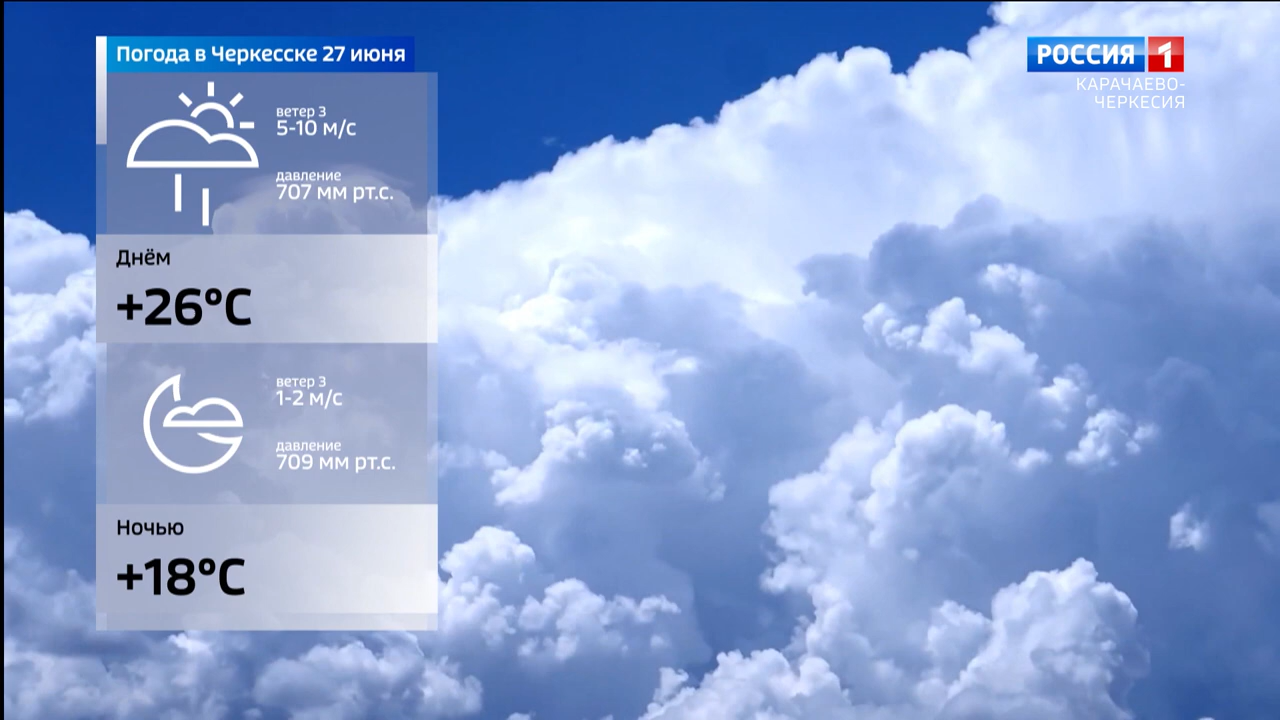 Погода в Черкесске 27 июня
РОССИЯ 1
КАРАЧАЕВО-
ЧЕРКЕСИЯ
ветер З
5-10 м/с
давление
707 мм рт.с.
Днём
+26°C
ветер З
1-2 м/с
давление
709 мм рт.с.
Ночью
+18°C